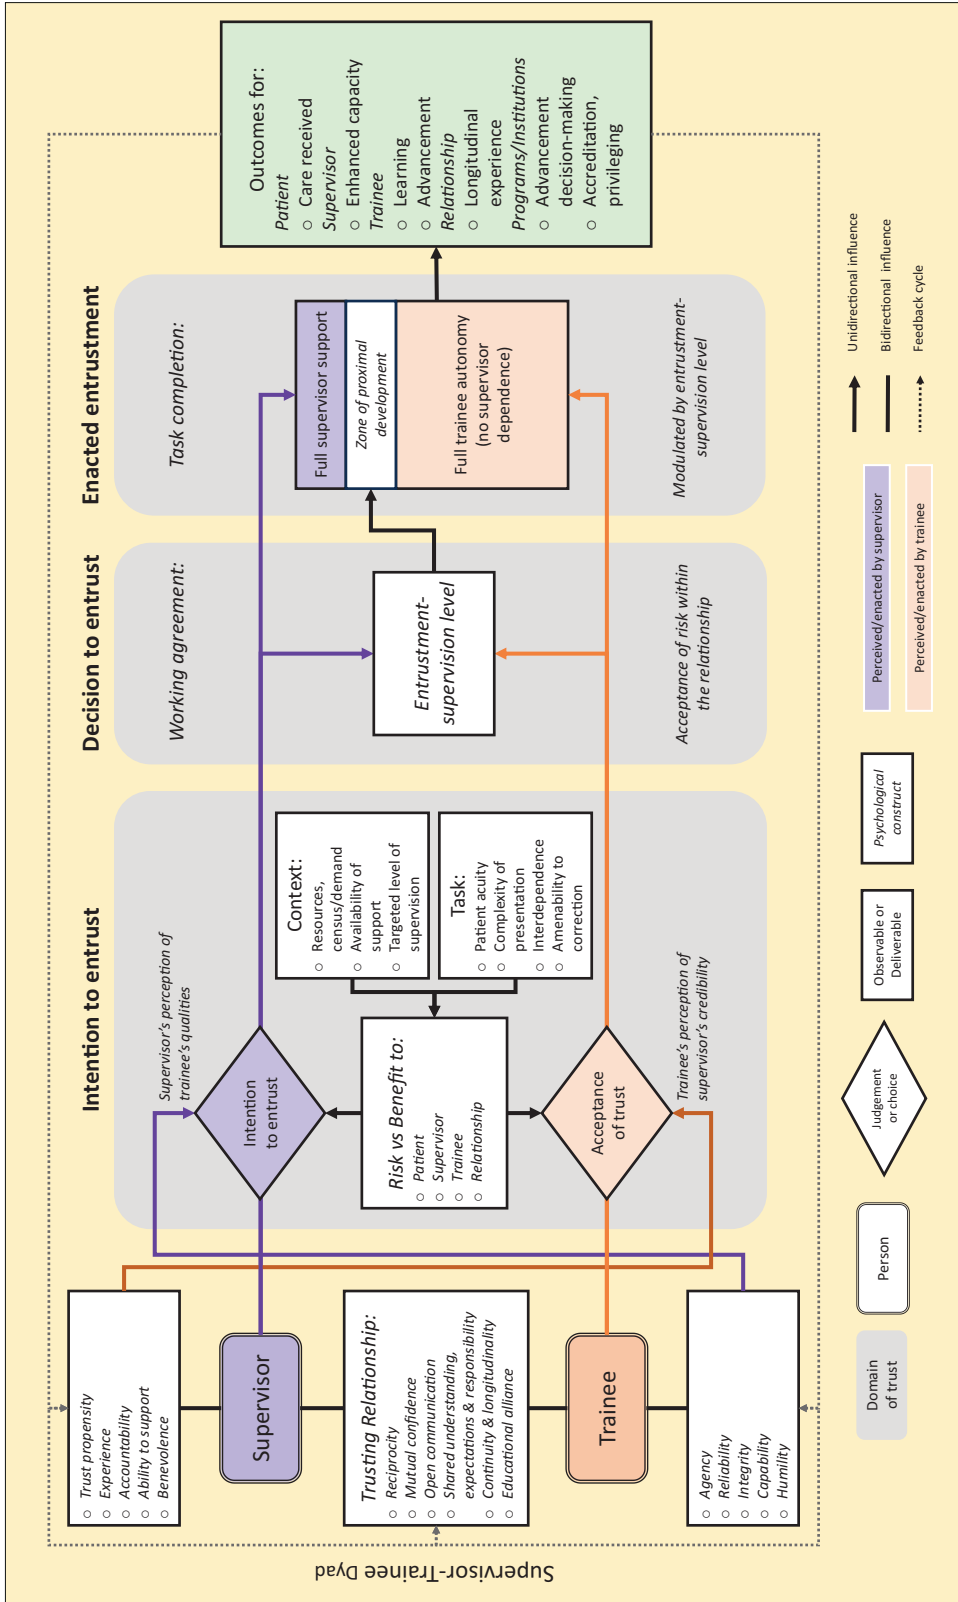 Supervisor-Trainee Dyad
○ Trust propensity
○ Experience
○ Accountability
○ Ability to support
○ Benevolence
Supervisor
Trusting Relationship:
○ Reciprocity
○ Mutual confidence
○ Open communication
○ Shared understanding,
expectations & responsibility
○ Continuity & longitudinality
○ Educational alliance
Trainee
○ Agency
○ Reliability
○ Integrity
○ Capability
○ Humility
Intention to entrust
Supervisor's perception of
trainee's qualities
Intention
to entrust
Risk vs Benefit to:
○ Patient
○ Supervisor
○ Trainee
○ Relationship
Context:
○ Resources,
census/demand
○ Availability of
support
○ Targeted level of
supervision
Task:
○ Patient acuity
○ Complexity of
presentation
○ Interdependence
○ Amenability to
correction
Acceptance
of trust
Trainee's perception of
supervisor's credibility
Decision to entrust
Working agreement:
Entrustment-
supervision level
Acceptance of risk within
the relationship
Enacted entrustment
Task completion:
Full supervisor support
Zone of proximal
development
Full trainee autonomy
(no supervisor
dependence)
Modulated by entrustment-
supervision level
Outcomes for:
Patient
○ Care received
Supervisor
○ Enhanced capacity
Trainee
○ Learning
○ Advancement
Relationship
○ Longitudinal
experience
Programs/Institutions
○ Advancement
decision-making
○ Accreditation,
privileging
Domain
of trust
Person
Judgement
or choice
Observable or
Deliverable
Psychological
construct
Perceived/enacted by supervisor
Perceived/enacted by trainee
Unidirectional influence
Bidirectional influence
Feedback cycle